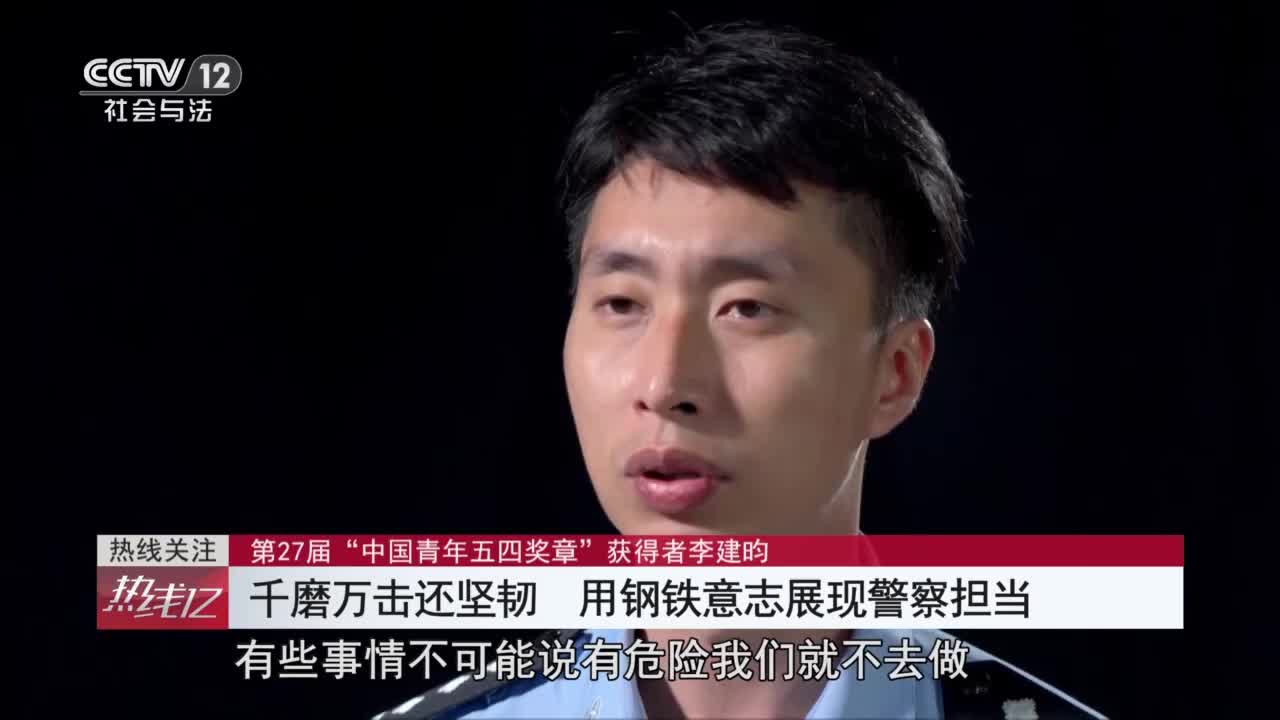 CCTV 12
社会与法
热线关注
第27届“中国青年五四奖章”获得者李建昀
热线12
千磨万击还坚韧 用钢铁意志展现警察担当
有些事情不可能说有危险我们就不去做